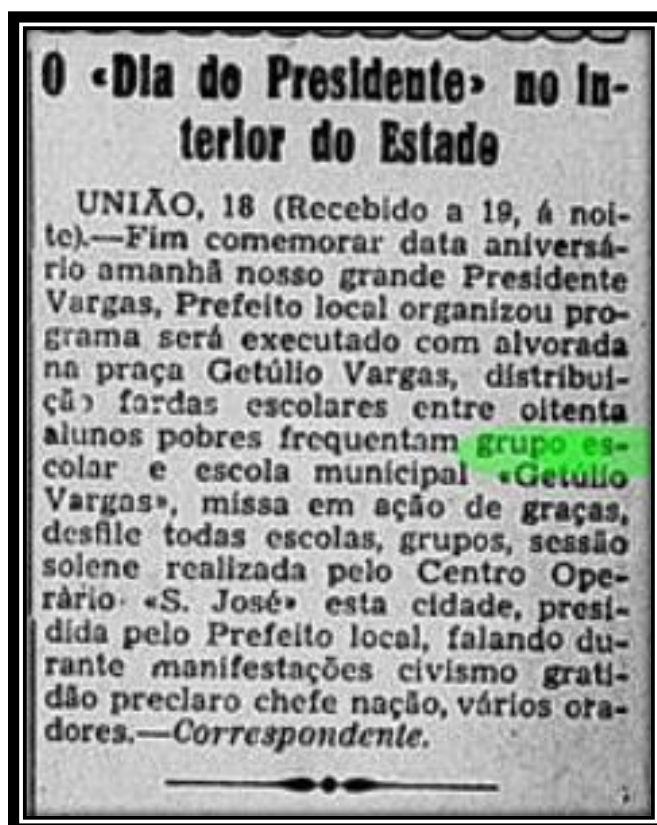 O «Dia do Presidente» no in-
terior do Estado
UNIÃO, 18 (Recebido a 19, á noi-
te).—Fim comemorar data aniversá-
rio amanhã nosso grande Presidente
Vargas, Prefeito local organizou pro-
grama será executado com alvorada
na praça Getúlio Vargas, distribui-
ção fardas escolares entre oitenta
alunos pobres frequentam grupo es-
colar e escola municipal «Getúlio
Vargas», missa em ação de graças,
desfile todas escolas, grupos, sessão
solene realizada pelo Centro Ope-
ràrio «S. José» esta cidade, presi-
dida pelo Prefeito local, falando du-
rante manifestações civismo grati-
dão preclaro chefe nação, vários ora-
dores.—Correspondente.